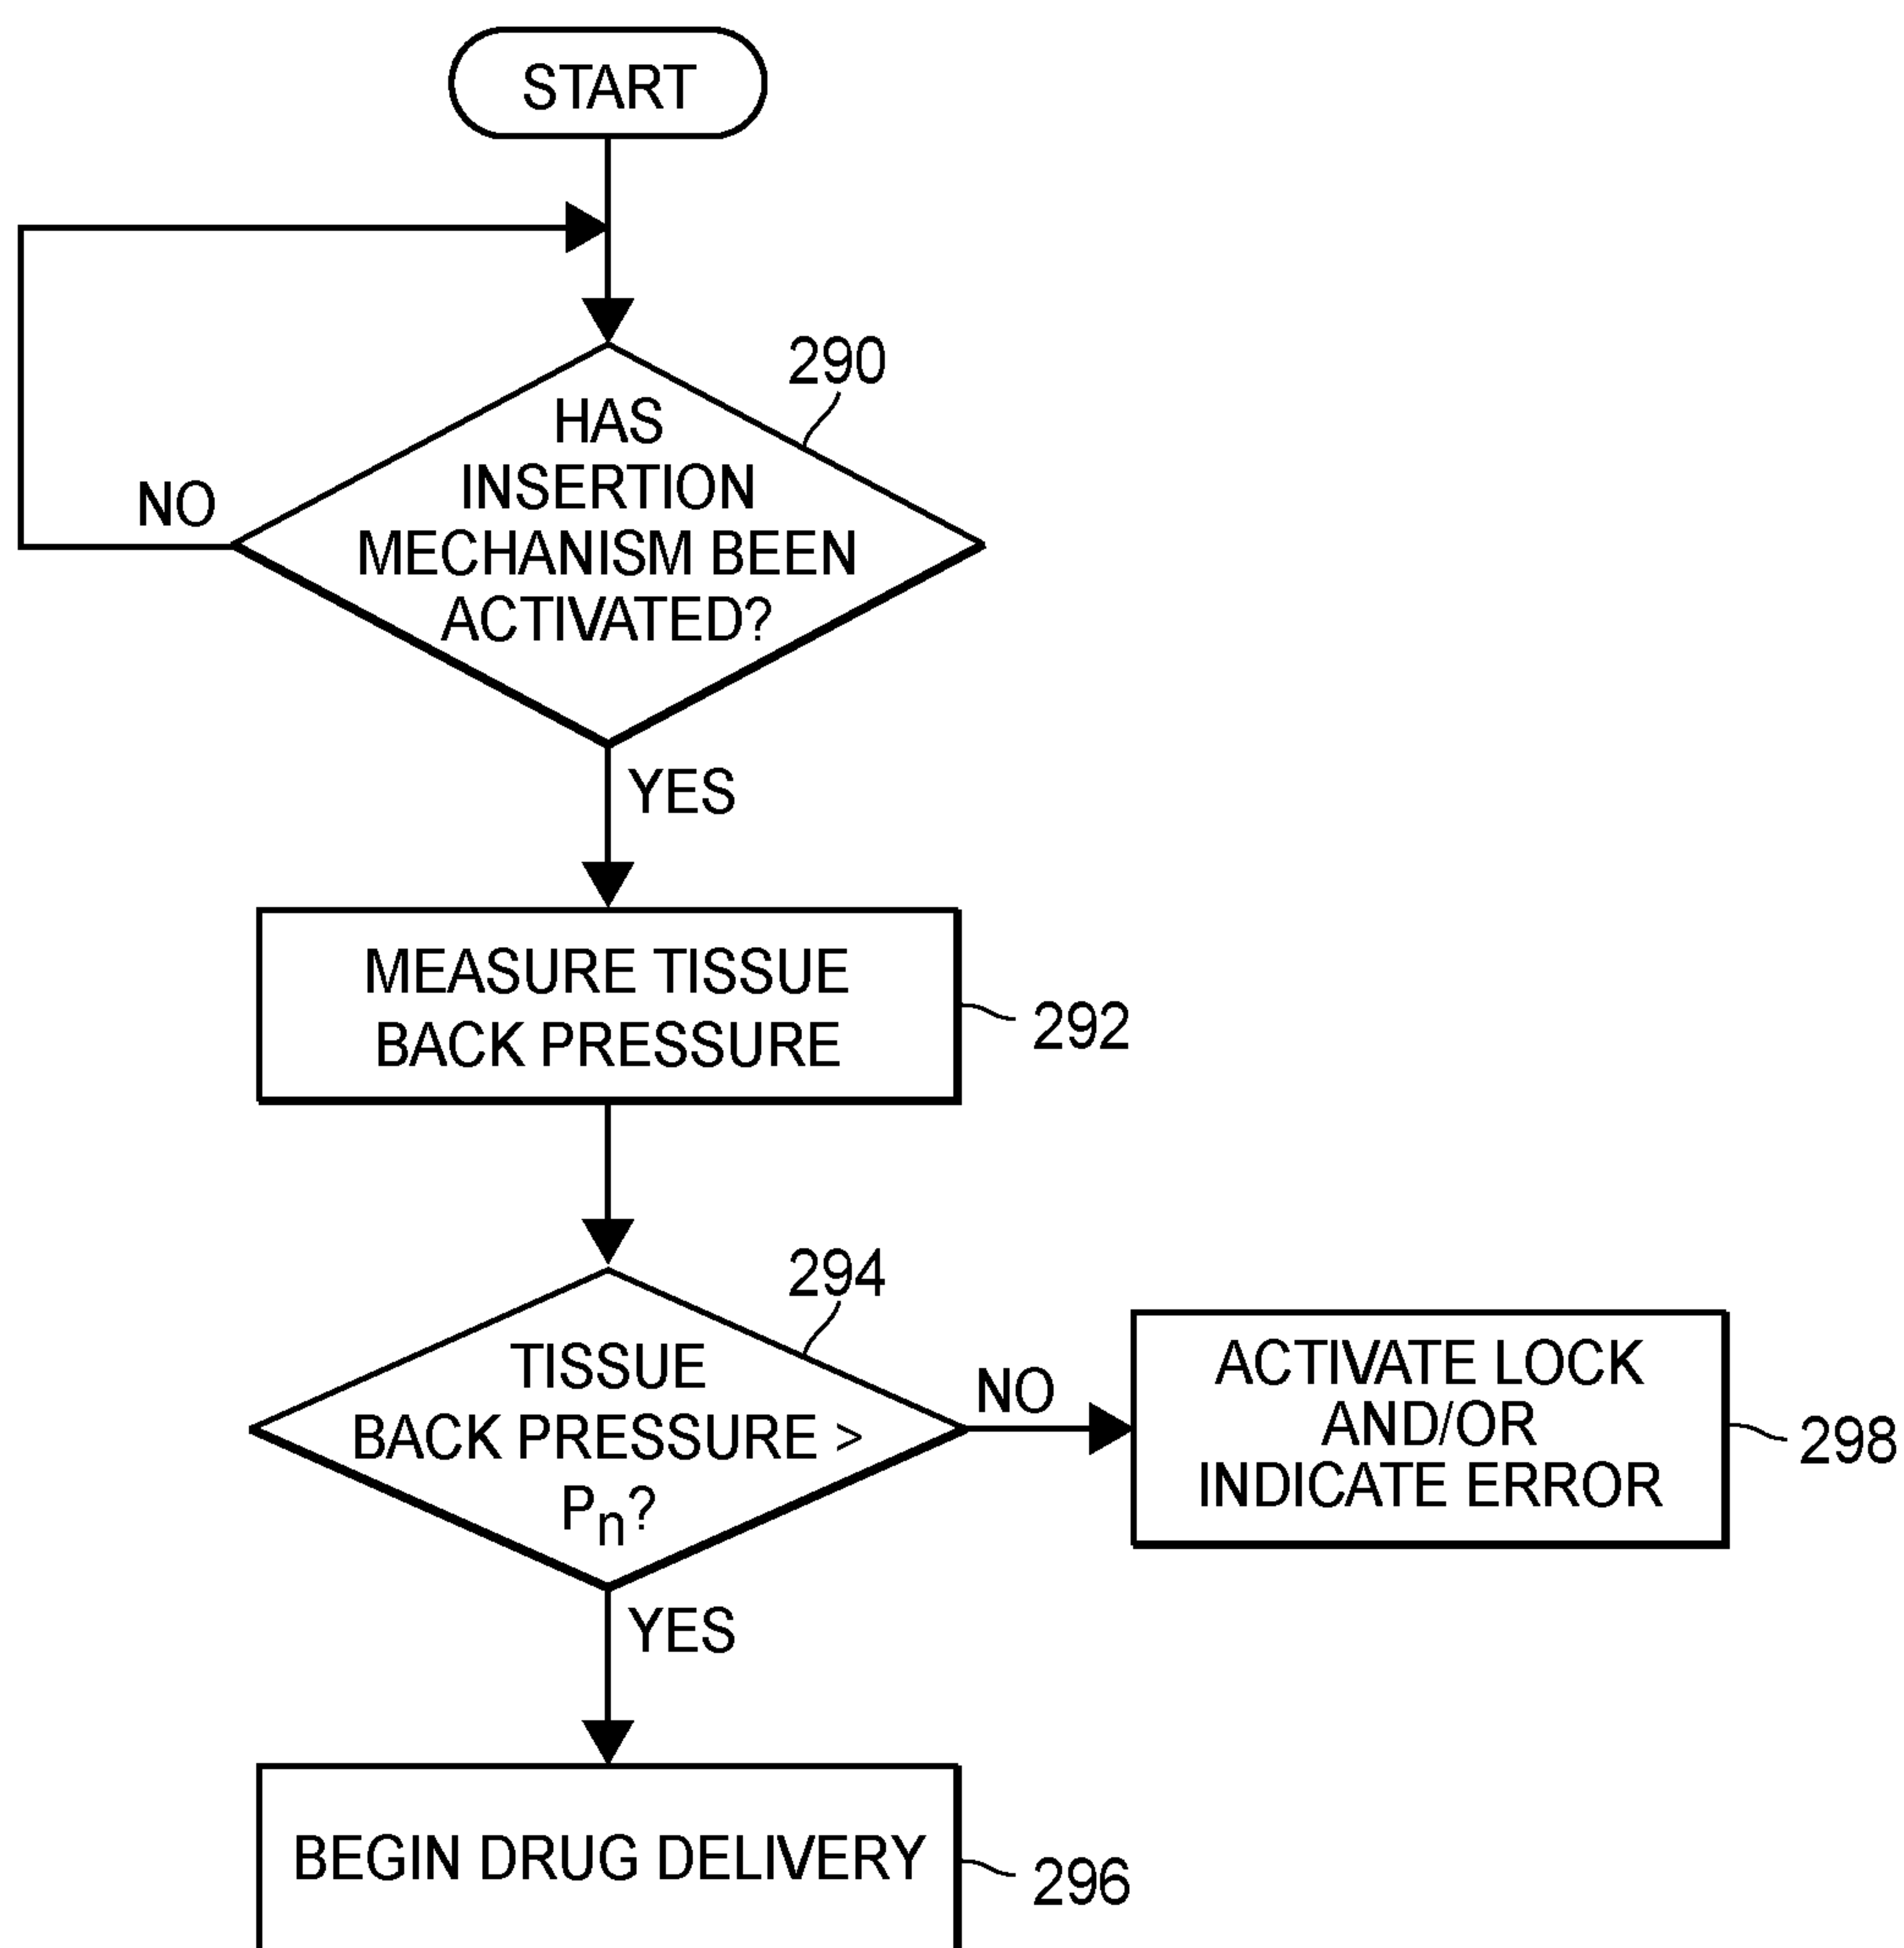 START
290
HAS
INSERTION
MECHANISM BEEN
ACTIVATED?
NO
YES
MEASURE TISSUE
BACK PRESSURE
292
294
TISSUE
BACK PRESSURE >
Pn?
NO
ACTIVATE LOCK
AND/OR
INDICATE ERROR
298
YES
BEGIN DRUG DELIVERY
296